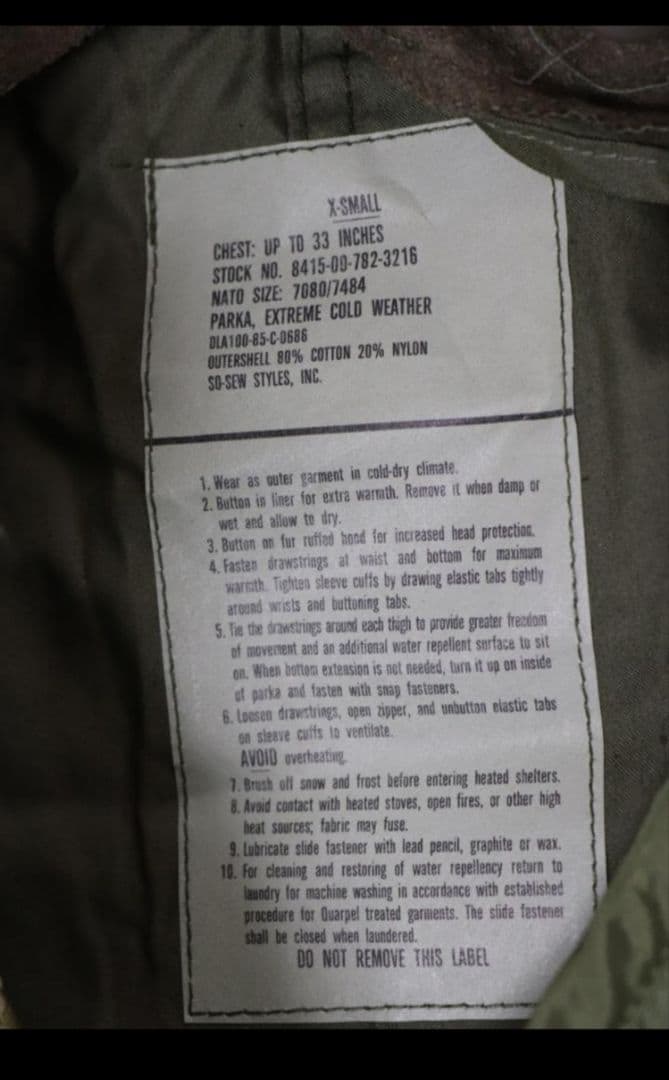 X-SMALL
CHEST: UP TO 33 INCHES
STOCK NO. 8415-00-782-3216
NATO SIZE: 7080/7484
PARKA, EXTREME COLD WEATHER
DLA100-85-C-0686
OUTERSHELL 80% COTTON 20% NYLON
SO-SEW STYLES, INC.
1. Wear as outer garment in cold-dry climate.
2. Button in liner for extra warmth. Remove it when damp or
wet and allow to dry.
3. Button on fur ruffed hood for increased head protection.
4. Fasten drawstrings at waist and bottom for maximum
warmth. Tighten sleeve cuffs by drawing elastic tabs tightly
around wrists and buttoning tabs.
5. Tie the drawstrings around each thigh to provide greater freedom
of movement and an additional water repellent surface to sit
on. When bottom extension is not needed, turn it up on inside
of parka and fasten with snap fasteners.
6. Loosen drawstrings, open zipper, and unbutton elastic tabs
on sleeve cuffs to ventilate.
AVOID overheating.
7. Brush off snow and frost before entering heated shelters.
8. Avoid contact with heated stoves, open fires, or other high
heat sources; fabric may fuse.
9. Lubricate slide fastener with lead pencil, graphite or wax.
10. For cleaning and restoring of water repellency return to
laundry for machine washing in accordance with established
procedure for Quarpel treated garments. The slide fastener
shall be closed when laundered.
DO NOT REMOVE THIS LABEL